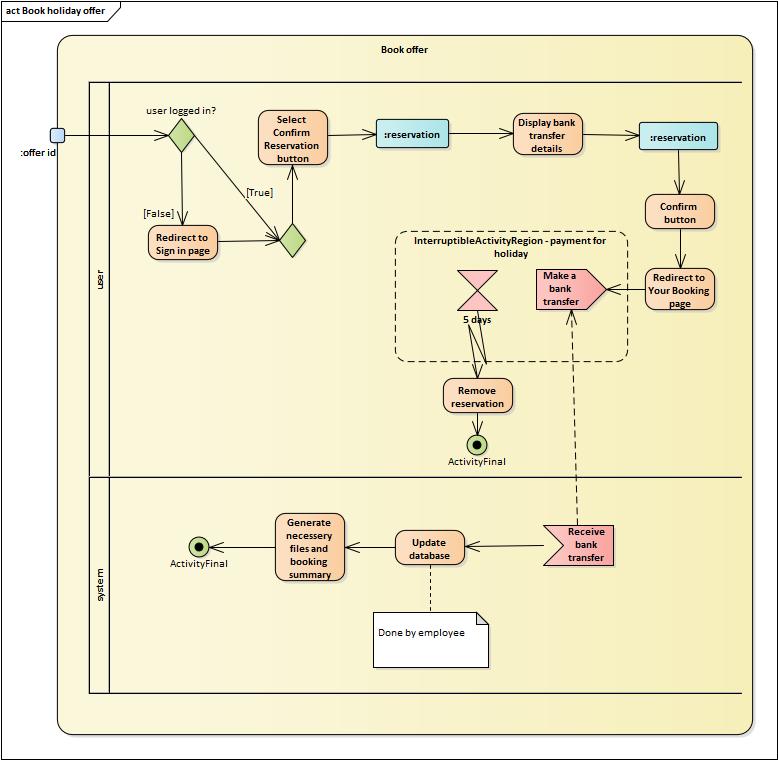 act Book holiday offer
Book offer
user logged in?
:offer id
Select
Confirm
Reservation
button
:reservation
Display bank
transfer
details
:reservation
[True]
[False]
Redirect to
Sign in page
Confirm
button
InterruptibleActivityRegion - payment for
holiday
Make a
bank
transfer
Redirect to
Your Booking
page
5 days
user
Remove
reservation
ActivityFinal
Generate
necessery
files and
booking
summary
Update
database
Receive
bank
transfer
ActivityFinal
system
Done by employee